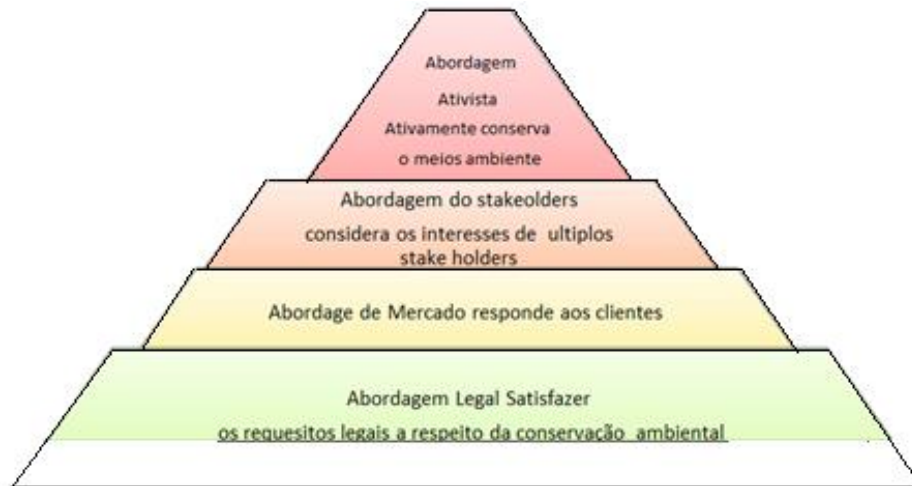 Abordagem
Ativista
Ativamente conserva
o meios ambiente
Abordagem do stakeolders
considera os interesses de ultiplos
stake holders
Abordage de Mercado responde aos clientes
Abordagem Legal Satisfazer
os requesitos legais a respeito da conservação ambiental